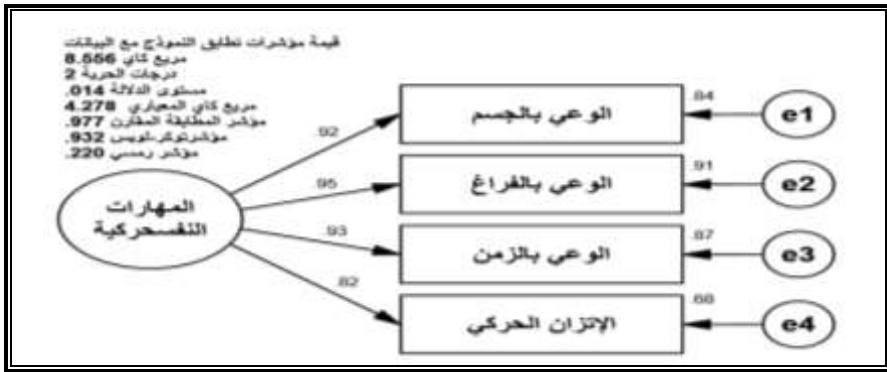 قيمة مؤشرات تطابق النموذج مع البيانات
مربع كاي 8.556
درجات الحرية 2
مستوى الدلالة .014
مربع كاي المعياري 4.278
مؤشر المطابقة المقارن .977
مؤشرتوكر-لويس .932
مؤشر رمسي .220
المهارات
النفسحركية
.92
.95
.93
.82
الوعي بالجسم
.84
e1
الوعي بالفراغ
.91
e2
الوعي بالزمن
.87
e3
الإتزان الحركي
.68
e4